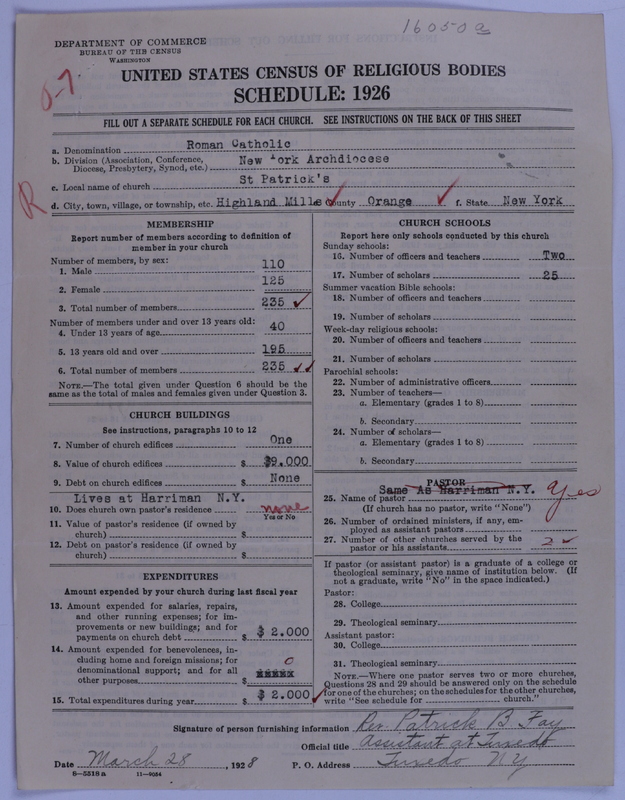 16050a
DEPARTMENT OF COMMERCE
BUREAU OF THE CENSUS
WASHINGTON
UNITED STATES CENSUS OF RELIGIOUS BODIES
SCHEDULE: 1926
FILL OUT A SEPARATE SCHEDULE FOR EACH CHURCH. SEE INSTRUCTIONS ON THE BACK OF THIS SHEET
a. Denomination Roman Catholic
b. Division (Association, Conference, Diocese, Presbytery, Synod, etc.) New York Archdiocese
c. Local name of church St Patrick's
R
d. City, town, village, or township, etc. Highland Mills County Orange f. State New York
MEMBERSHIP
Report number of members according to definition of
member in your church
Number of members, by sex:
1. Male 110
2. Female 125
3. Total number of members 235
Number of members under and over 13 years old:
4. Under 13 years of age 40
5. 13 years old and over 195
6. Total number of members 235
NOTE.—The total given under Question 6 should be the
same as the total of males and females given under Question 3.
CHURCH BUILDINGS
See instructions, paragraphs 10 to 12
7. Number of church edifices One
8. Value of church edifices $ 9.000
9. Debt on church edifices $ None
Lives at Harriman N.Y.
10. Does church own pastor's residence none
Yes or No
11. Value of pastor's residence (if owned by
church) $
12. Debt on pastor's residence (if owned by
church) $
EXPENDITURES
Amount expended by your church during last fiscal year
13. Amount expended for salaries, repairs,
and other running expenses; for im-
provements or new buildings; and for
payments on church debt $ $ 2.000
14. Amount expended for benevolences, in-
cluding home and foreign missions; for
denominational support; and for all 0
other purposes $ xxxxx
15. Total expenditures during year $ $ 2.000
CHURCH SCHOOLS
Report here only schools conducted by this church
Sunday schools:
16. Number of officers and teachers Two
17. Number of scholars 25
Summer vacation Bible schools:
18. Number of officers and teachers
19. Number of scholars
Week-day religious schools:
20. Number of officers and teachers
21. Number of scholars
Parochial schools:
22. Number of administrative officers
23. Number of teachers—
a. Elementary (grades 1 to 8)
b. Secondary
24. Number of scholars—
a. Elementary (grades 1 to 8)
b. Secondary
PASTOR
Same As Harriman N.Y. yes
25. Name of pastor
(If church has no pastor, write "None")
26. Number of ordained ministers, if any, em-
ployed as assistant pastors
27. Number of other churches served by the
pastor or his assistants 2
If pastor (or assistant pastor) is a graduate of a college or
theological seminary, give name of institution below. (If
not a graduate, write "No" in the space indicated.)
Pastor:
28. College
29. Theological seminary
Assistant pastor:
30. College
31. Theological seminary
NOTE.—Where one pastor serves two or more churches,
Questions 28 and 29 should be answered only on the schedule
for one of the churches; on the schedules for the other churches,
write "See schedule for church."
Signature of person furnishing information Rev Patrick B Fay
Official title Assistant at Tuxedo
Date March 28, 1928 P. O. Address Tuxedo NY
8—5518 a 11—9054